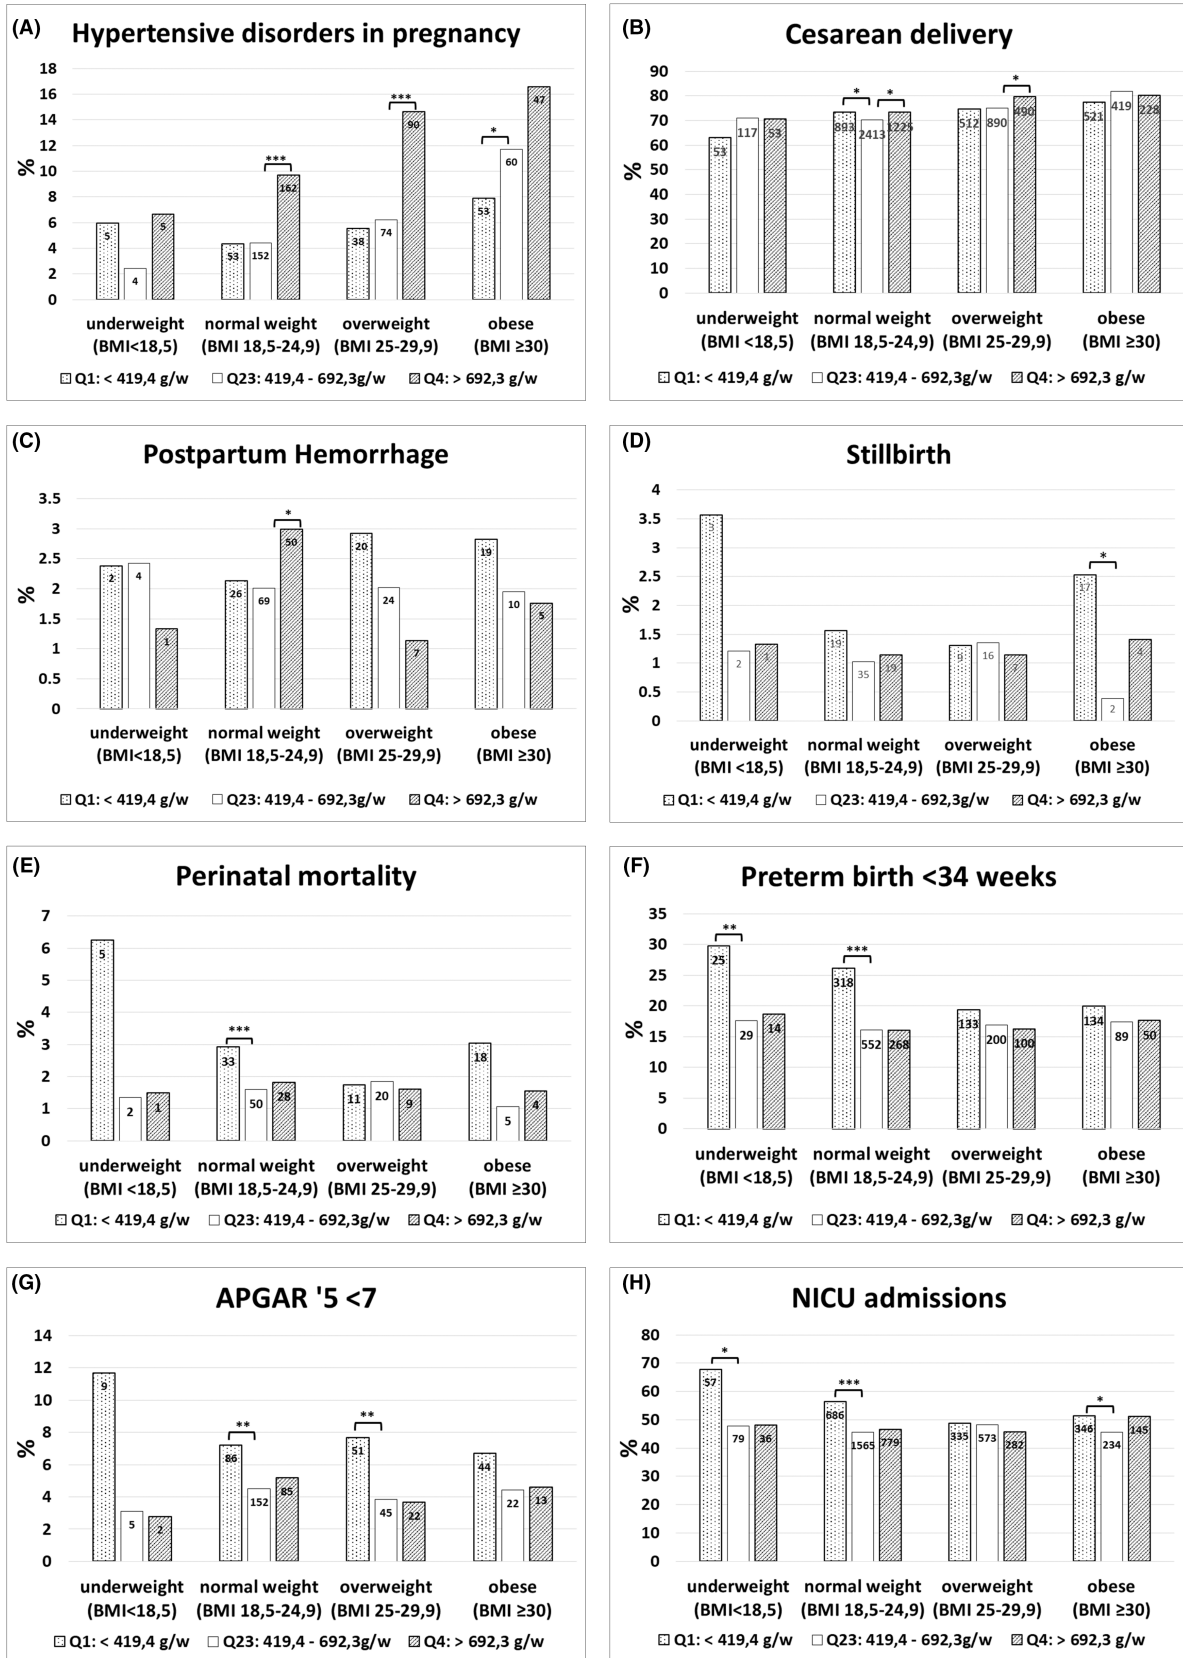 (A) Hypertensive disorders in pregnancy
18
16
14
12
10
8
6
4
2
0
%
5 4 5 53 152 162 38 74 90 53 60 47
*** *** *
underweight normal weight overweight obese
(BMI<18,5) (BMI 18,5-24,9) (BMI 25-29,9) (BMI ≥30)
Q1: < 419,4 g/w Q23: 419,4 - 692,3g/w Q4: > 692,3 g/w
(B) Cesarean delivery
90
80
70
60
50
40
30
20
10
0
%
53 117 53 893 2413 1225 512 890 490 521 419 228
* * *
underweight normal weight overweight obese
(BMI <18,5) (BMI 18,5-24,9) (BMI 25-29,9) (BMI ≥30)
Q1: < 419,4 g/w Q23: 419,4 - 692,3g/w Q4: > 692,3 g/w
(C) Postpartum Hemorrhage
3.5
3
2.5
2
1.5
1
0.5
0
%
2 4 1 26 69 50 20 24 7 19 10 5
*
underweight normal weight overweight obese
(BMI<18,5) (BMI 18,5-24,9) (BMI 25-29,9) (BMI ≥30)
Q1: < 419,4 g/w Q23: 419,4 - 692,3g/w Q4: > 692,3 g/w
(D) Stillbirth
4
3.5
3
2.5
2
1.5
1
0.5
0
%
3 2 1 19 35 19 9 16 7 17 2 4
*
underweight normal weight overweight obese
(BMI <18,5) (BMI 18,5-24,9) (BMI 25-29,9) (BMI ≥30)
Q1: < 419,4 g/w Q23: 419,4 - 692,3g/w Q4: > 692,3 g/w
(E) Perinatal mortality
7
6
5
4
3
2
1
0
%
5 2 1 33 50 28 11 20 9 18 5 4
***
underweight normal weight overweight obese
(BMI <18,5) (BMI 18,5-24,9) (BMI 25-29,9) (BMI ≥30)
Q1: < 419,4 g/w Q23: 419,4 - 692,3g/w Q4: > 692,3 g/w
(F) Preterm birth <34 weeks
35
30
25
20
15
10
5
0
%
25 29 14 318 552 268 133 200 100 134 89 50
** ***
underweight normal weight overweight obese
(BMI <18,5) (BMI 18,5-24,9) (BMI 25-29,9) (BMI ≥30)
Q1: < 419,4 g/w Q23: 419,4 - 692,3g/w Q4: > 692,3 g/w
(G) APGAR '5 <7
14
12
10
8
6
4
2
0
%
9 5 2 86 152 85 51 45 22 44 22 13
** **
underweight normal weight overweight obese
(BMI<18,5) (BMI 18,5-24,9) (BMI 25-29,9) (BMI ≥30)
Q1: < 419,4 g/w Q23: 419,4 - 692,3g/w Q4: > 692,3 g/w
(H) NICU admissions
80
70
60
50
40
30
20
10
0
%
57 79 36 686 1565 779 335 573 282 346 234 145
* *** *
underweight normal weight overweight obese
(BMI<18,5) (BMI 18,5-24,9) (BMI 25-29,9) (BMI ≥30)
Q1: < 419,4 g/w Q23: 419,4 - 692,3g/w Q4: > 692,3 g/w